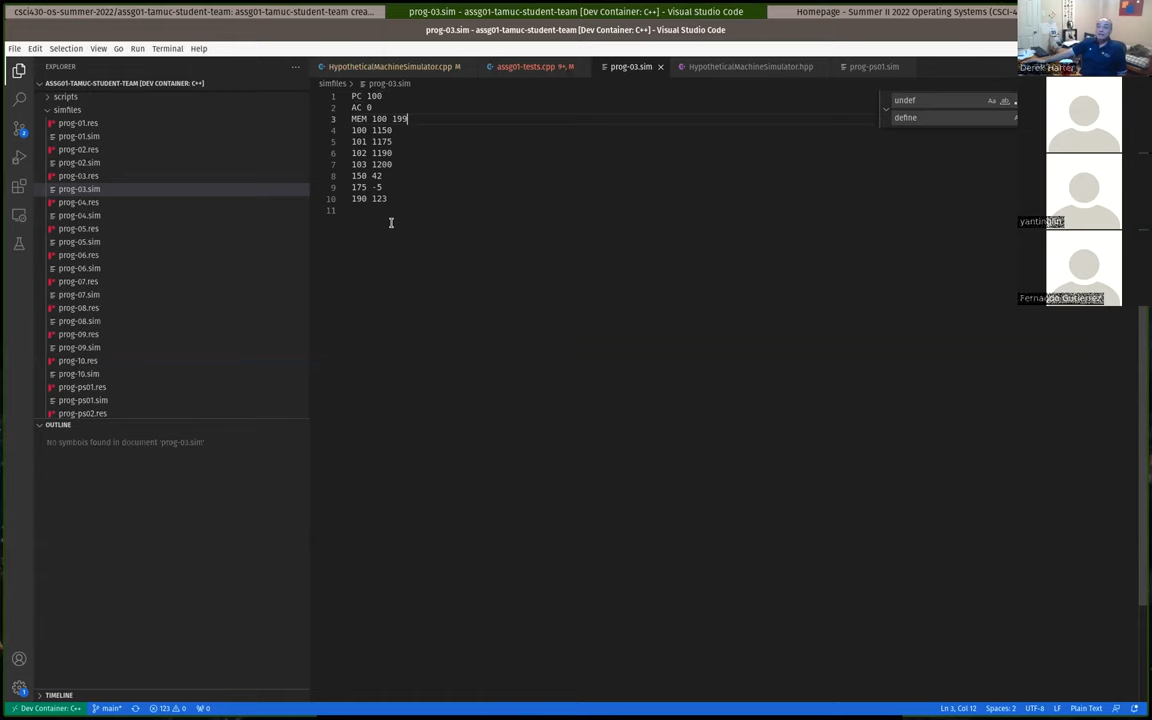 csci430-os-summer-2022/assg01-tamuc-student-team: assg01-tamuc-student-team crea...
prog-03.sim - assg01-tamuc-student-team [Dev Container: C++] - Visual Studio Code
Homepage - Summer II 2022 Operating Systems (CSCI-4
prog-03.sim - assg01-tamuc-student-team [Dev Container: C++] - Visual Studio Code
File Edit Selection View Go Run Terminal Help
Derek Harter
EXPLORER
HypotheticalMachineSimulator.cpp M
assg01-tests.cpp 9+, M
prog-03.sim
HypotheticalMachineSimulator.hpp
prog-ps01.sim
ASSG01-TAMUC-STUDENT-TEAM [DEV CONTAINER: C++]
simfiles > prog-03.sim
scripts
simfiles
prog-01.res
prog-01.sim
prog-02.res
prog-02.sim
prog-03.res
prog-03.sim
prog-04.res
prog-04.sim
prog-05.res
prog-05.sim
prog-06.res
prog-06.sim
prog-07.res
prog-07.sim
prog-08.res
prog-08.sim
prog-09.res
prog-09.sim
prog-10.res
prog-10.sim
prog-ps01.res
prog-ps01.sim
prog-ps02.res
1 PC 100
2 AC 0
3 MEM 100 199
4 100 1150
5 101 1175
6 102 1190
7 103 1200
8 150 42
9 175 -5
10 190 123
11
undef
Aa ab
define
Fernando Gutierrez
OUTLINE
No symbols found in document 'prog-03.sim'
TIMELINE
Dev Container: C++ main* 123 0 0
Ln 3, Col 12 Spaces: 2 UTF-8 LF Plain Text
2
1